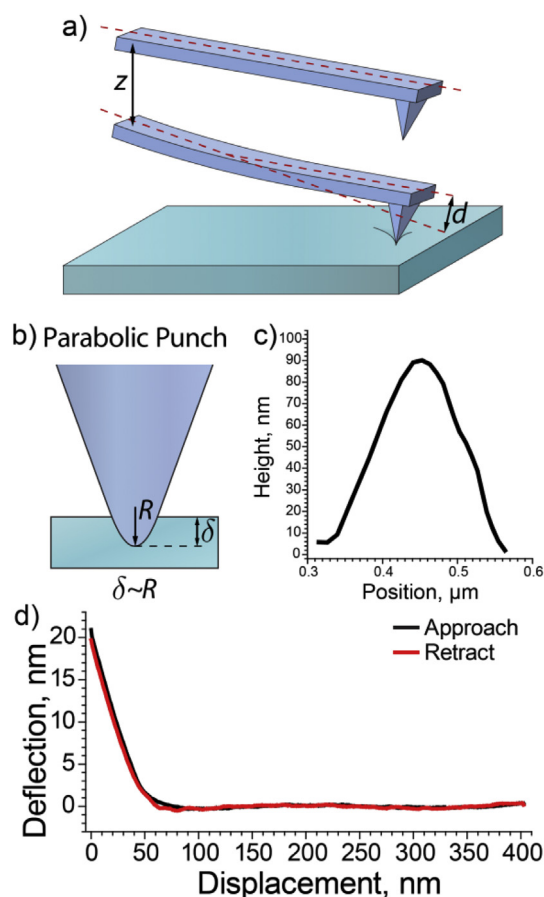 a)
z
d
b) Parabolic Punch
R
δ
δ~R
c)
Height, nm
100
90
80
70
60
50
40
30
20
10
0
0.3 0.4 0.5 0.6
Position, µm
d)
Approach
Retract
Deflection, nm
20
15
10
5
0
0 50 100 150 200 250 300 350 400
Displacement, nm